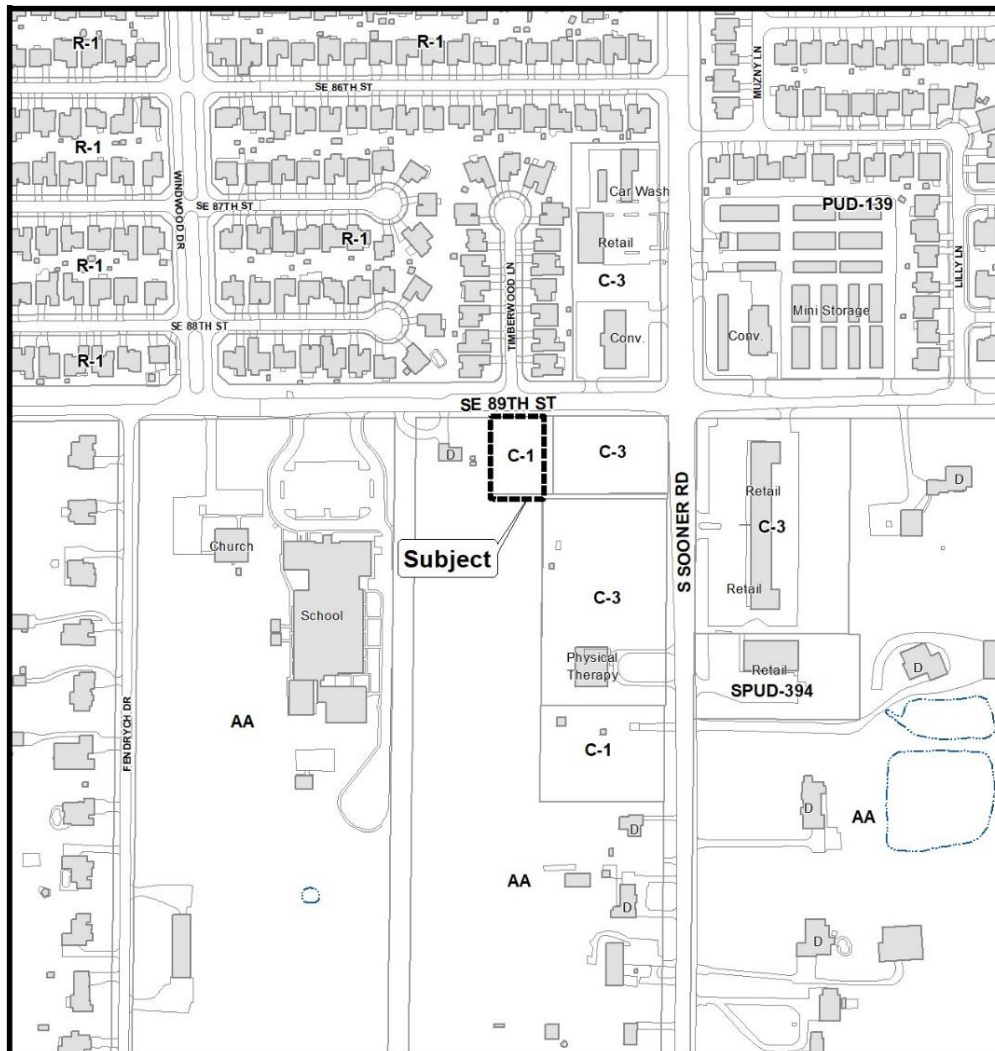 R-1
R-1
SE 86TH ST
MUZNY LN
R-1
WINDWOOD DR
SE 87TH ST
R-1
R-1
R-1
SE 88TH ST
TIMBERWOOD LN
Car Wash
Retail
C-3
Conv.
PUD-139
Mini Storage
Conv.
LILLY LN
SE 89TH ST
D
C-1
C-3
Subject
S SOONER RD
Retail
C-3
Retail
D
Church
School
C-3
Physical
Therapy
Retail
SPUD-394
D
FENDRYCH DR
AA
C-1
D
AA
D
AA
D
D